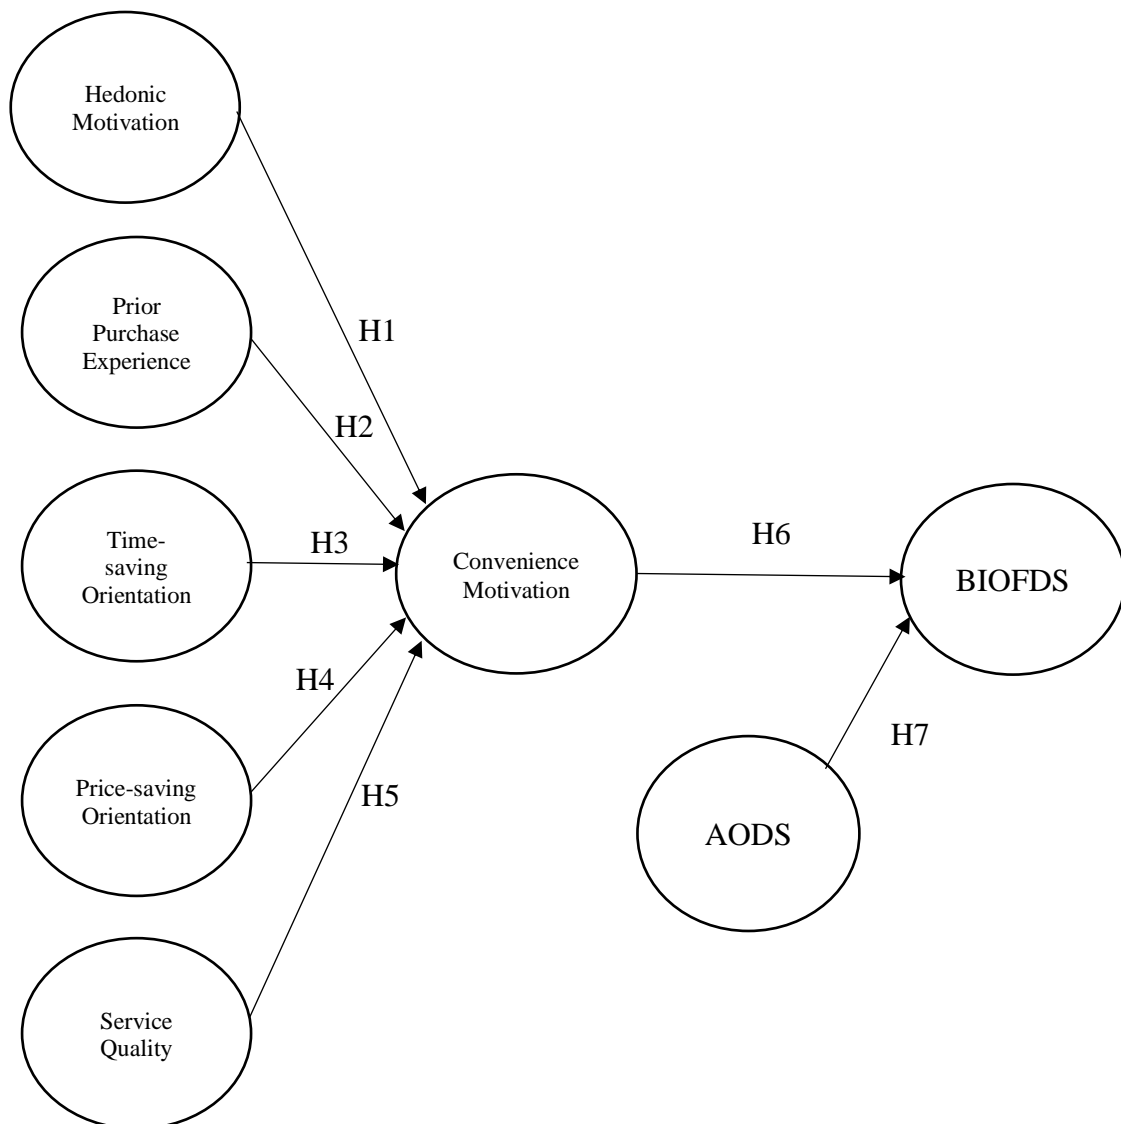 Hedonic
Motivation
H1
Prior
Purchase
Experience
H2
Time-
saving
Orientation
H3
Convenience
Motivation
H6
BIOFDS
Price-saving
Orientation
H4
H5
H7
AODS
Service
Quality